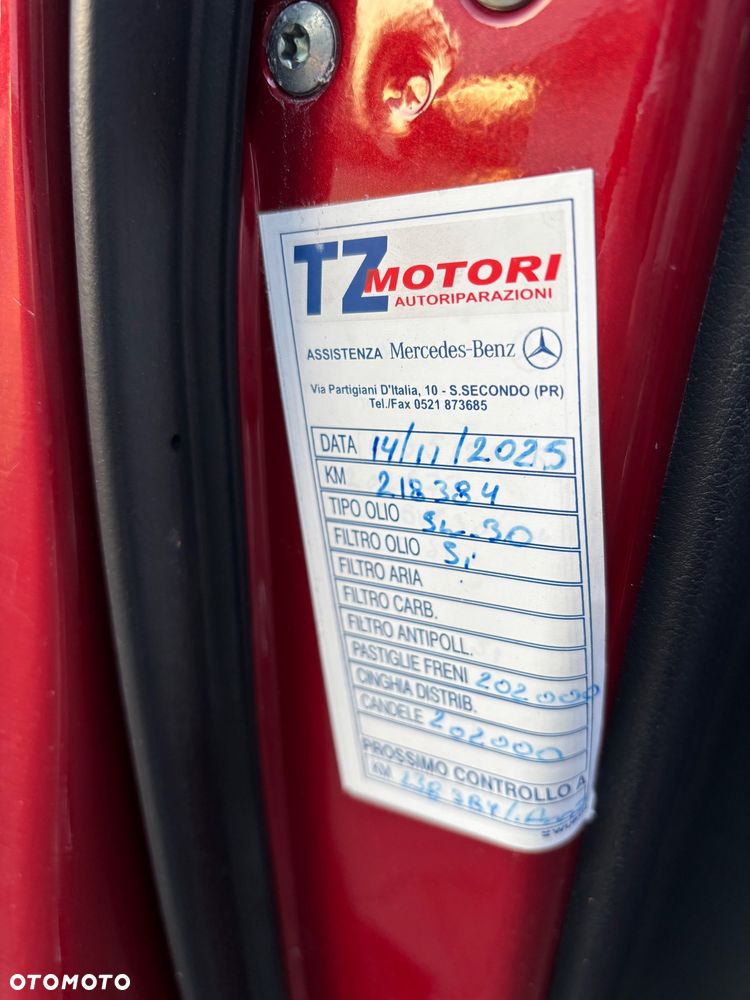 TZ MOTORI
AUTORIPARAZIONI
ASSISTENZA Mercedes-Benz
Via Partigiani D'Italia, 10 - S.SECONDO (PR)
Tel./Fax 0521 873685
DATA 14/11/2025
KM 218384
TIPO OLIO 5w.30
FILTRO OLIO Si
FILTRO ARIA
FILTRO CARB.
FILTRO ANTIPOLL.
PASTIGLIE FRENI 202000
CINGHIA DISTRIB.
CANDELE 202000
PROSSIMO CONTROLLO A
KM 238384/1Anno
OTOMOTO